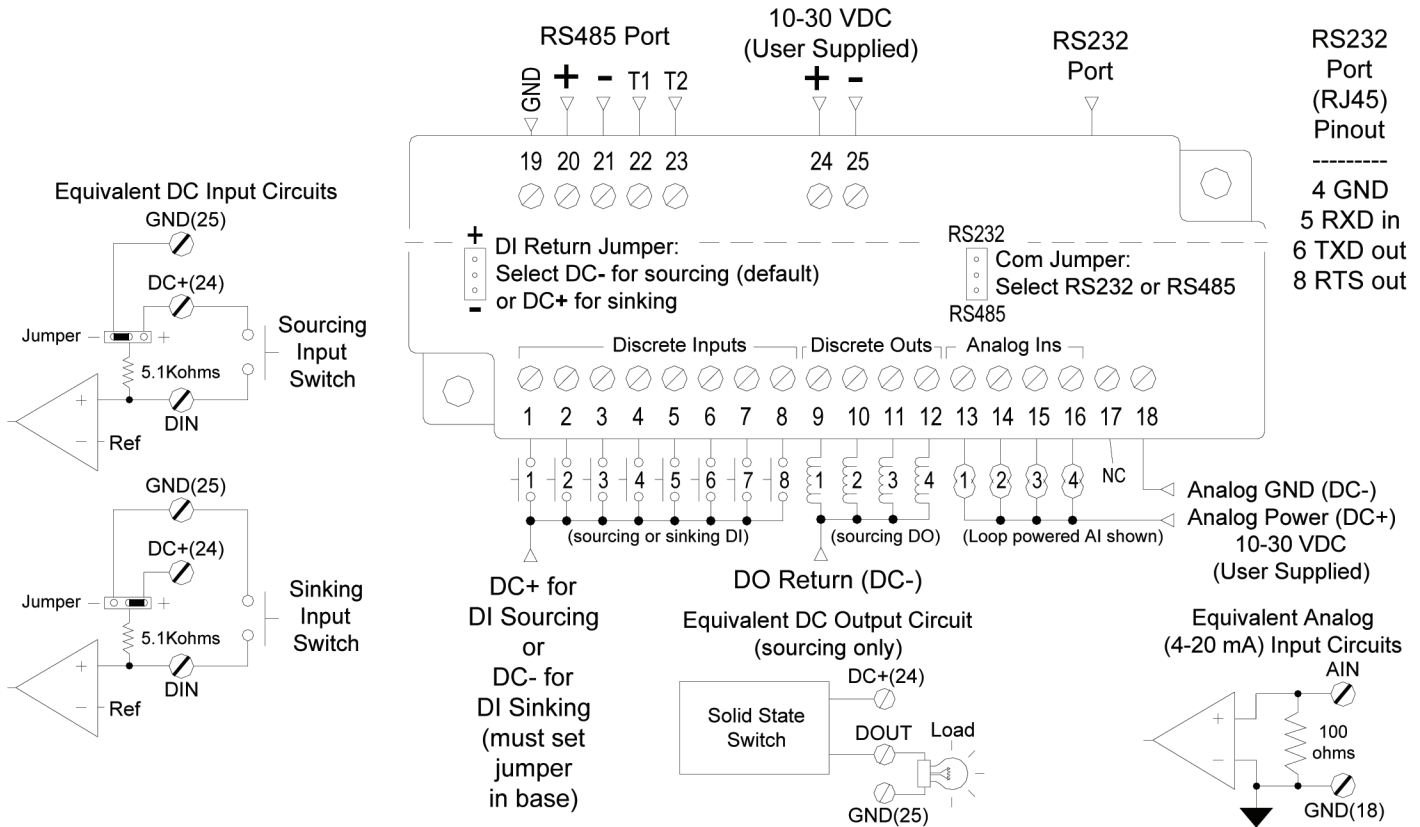 RS485 Port
GND
+
-
T1
T2
10-30 VDC
(User Supplied)
+
-
RS232
Port
RS232
Port
(RJ45)
Pinout
---------
4 GND
5 RXD in
6 TXD out
8 RTS out
19 20 21 22 23
24 25
+
DI Return Jumper:
Select DC- for sourcing (default)
or DC+ for sinking
-
RS232
Com Jumper:
Select RS232 or RS485
RS485
Discrete Inputs
Discrete Outs
Analog Ins
1 2 3 4 5 6 7 8 9 10 11 12 13 14 15 16 17 18
1 2 3 4 5 6 7 8
1 2 3 4
1 2 3 4
NC
(sourcing or sinking DI)
(sourcing DO)
(Loop powered AI shown)
Analog GND (DC-)
Analog Power (DC+)
10-30 VDC
(User Supplied)
DC+ for
DI Sourcing
or
DC- for
DI Sinking
(must set
jumper
in base)
DO Return (DC-)
Equivalent DC Input Circuits
GND(25)
DC+(24)
Jumper
-
+
5.1Kohms
Sourcing
Input
Switch
+
-
Ref
DIN
GND(25)
DC+(24)
Jumper
-
+
5.1Kohms
Sinking
Input
Switch
+
-
Ref
DIN
Equivalent DC Output Circuit
(sourcing only)
DC+(24)
Solid State
Switch
DOUT
Load
GND(25)
Equivalent Analog
(4-20 mA) Input Circuits
AIN
+
-
100
ohms
GND(18)